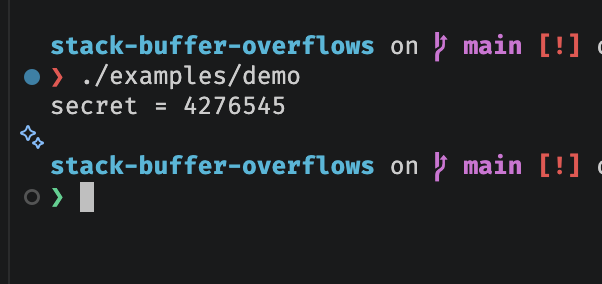 stack-buffer-overflows on main [!]
❯ ./examples/demo
secret = 4276545
stack-buffer-overflows on main [!]
❯